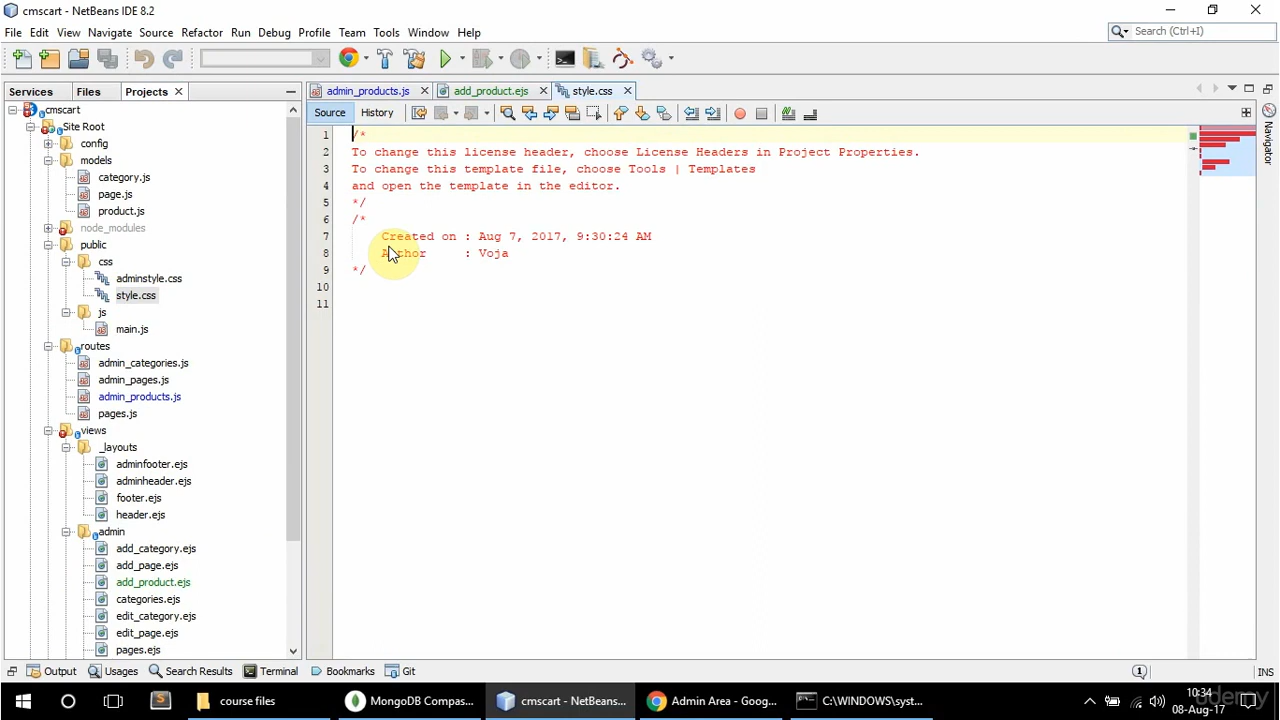 cmscart - NetBeans IDE 8.2
File Edit View Navigate Source Refactor Run Debug Profile Team Tools Window Help
Search (Ctrl+I)
Services Files Projects
admin_products.js add_product.ejs style.css
Source History
cmscart
Site Root
config
models
category.js
page.js
product.js
node_modules
public
css
adminstyle.css
style.css
js
main.js
routes
admin_categories.js
admin_pages.js
admin_products.js
pages.js
views
_layouts
adminfooter.ejs
adminheader.ejs
footer.ejs
header.ejs
admin
add_category.ejs
add_page.ejs
add_product.ejs
categories.ejs
edit_category.ejs
edit_page.ejs
pages.ejs
1 /*
2 To change this license header, choose License Headers in Project Properties.
3 To change this template file, choose Tools | Templates
4 and open the template in the editor.
5 */
6 /*
7 Created on : Aug 7, 2017, 9:30:24 AM
8 Author : Voja
9 */
10
11
Navigator
Output Usages Search Results Terminal Bookmarks Git
1
1:1
INS
course files MongoDB Compas... cmscart - NetBeans... Admin Area - Goog... C:\WINDOWS\syst...
10:34
08-Aug-17
udemy